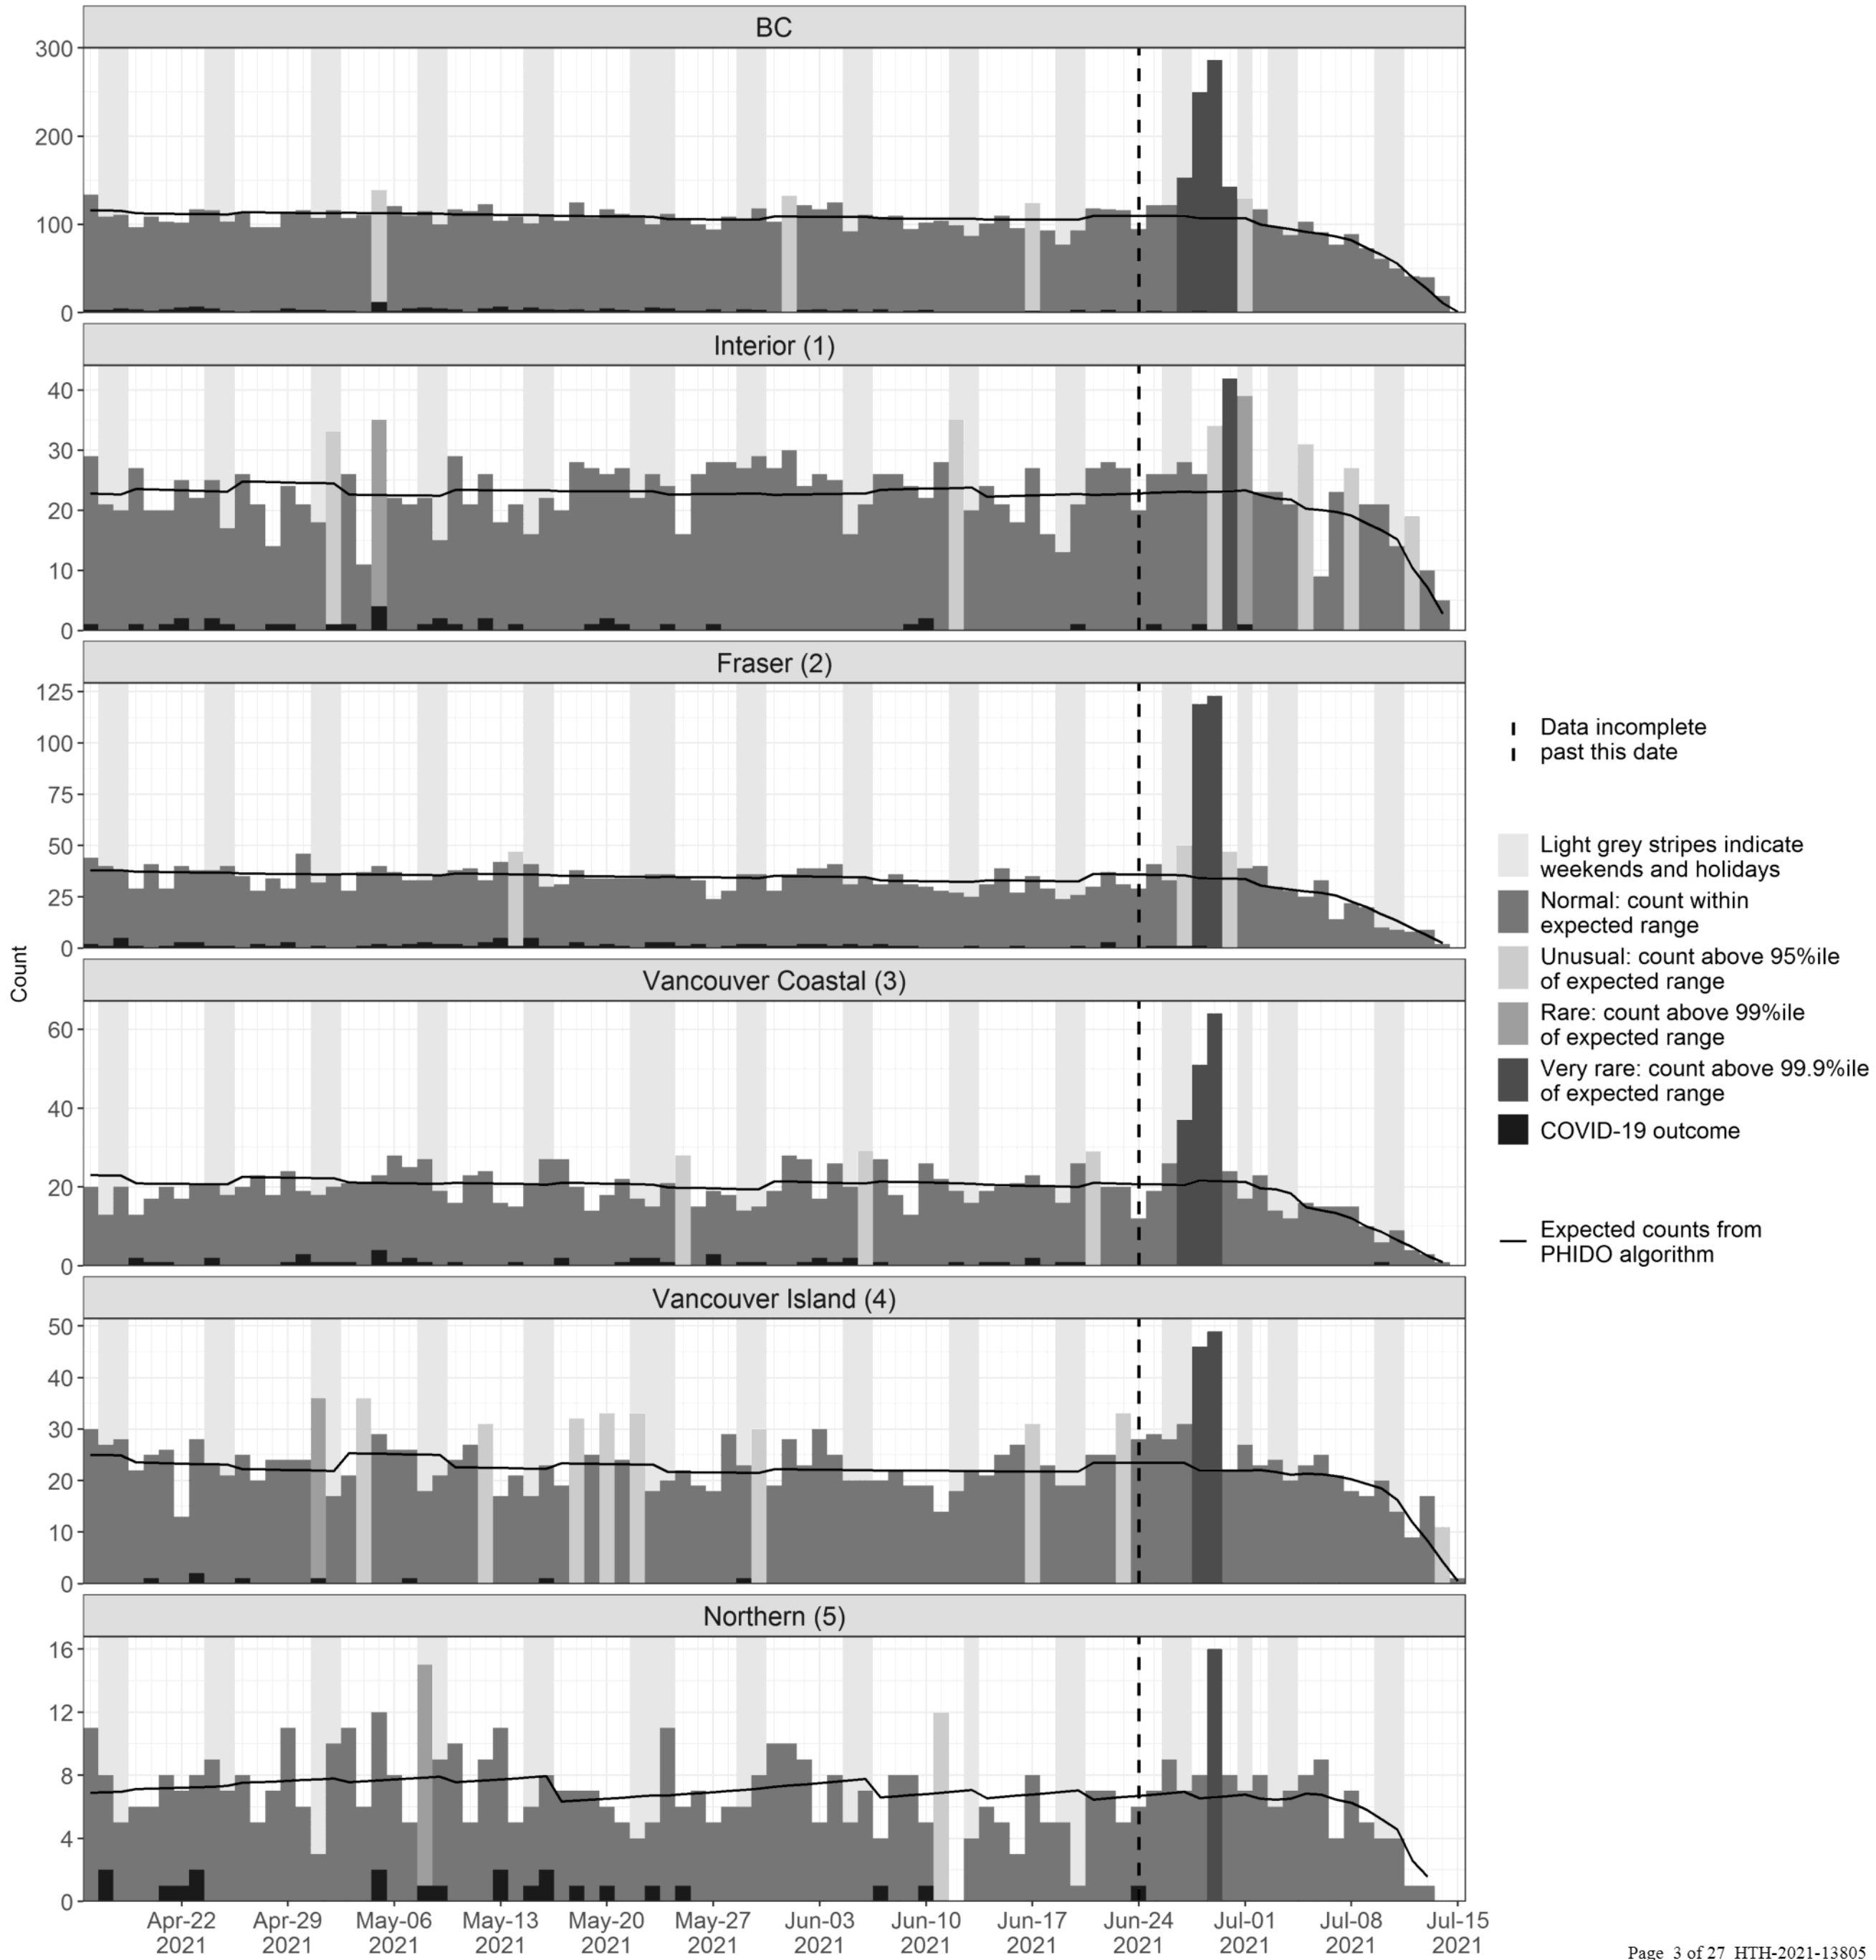 BC
300
200
100
0
Interior (1)
40
30
20
10
0
Fraser (2)
125
100
75
50
25
0
Vancouver Coastal (3)
60
40
20
0
Vancouver Island (4)
50
40
30
20
10
0
Northern (5)
16
12
8
4
0
Count
Apr-22 Apr-29 May-06 May-13 May-20 May-27 Jun-03 Jun-10 Jun-17 Jun-24 Jul-01 Jul-08 Jul-15
2021 2021 2021 2021 2021 2021 2021 2021 2021 2021 2021 2021 2021
Data incomplete
past this date
Light grey stripes indicate
weekends and holidays
Normal: count within
expected range
Unusual: count above 95%ile
of expected range
Rare: count above 99%ile
of expected range
Very rare: count above 99.9%ile
of expected range
COVID-19 outcome
Expected counts from
PHIDO algorithm
Page 3 of 27 HTH-2021-13805